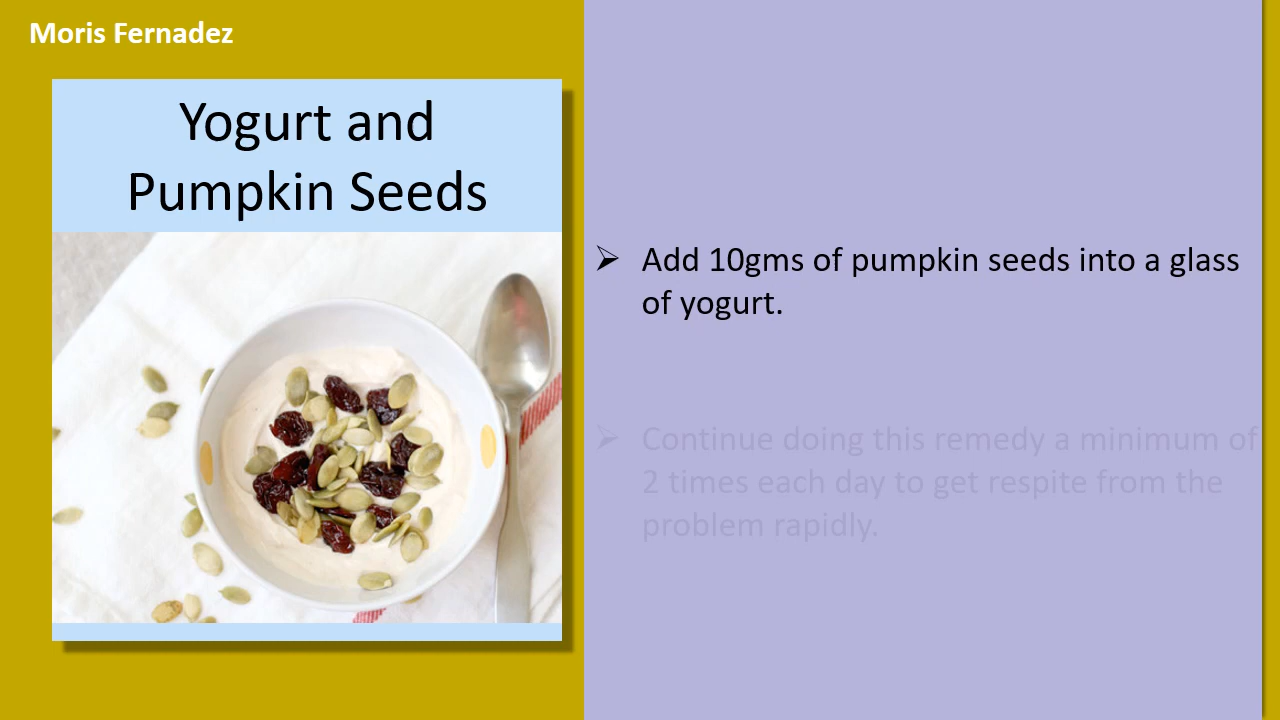 Moris Fernadez
Yogurt and
Pumpkin Seeds
➢ Add 10gms of pumpkin seeds into a glass
of yogurt.
➢ Continue doing this remedy a minimum of
2 times each day to get respite from the
problem rapidly.